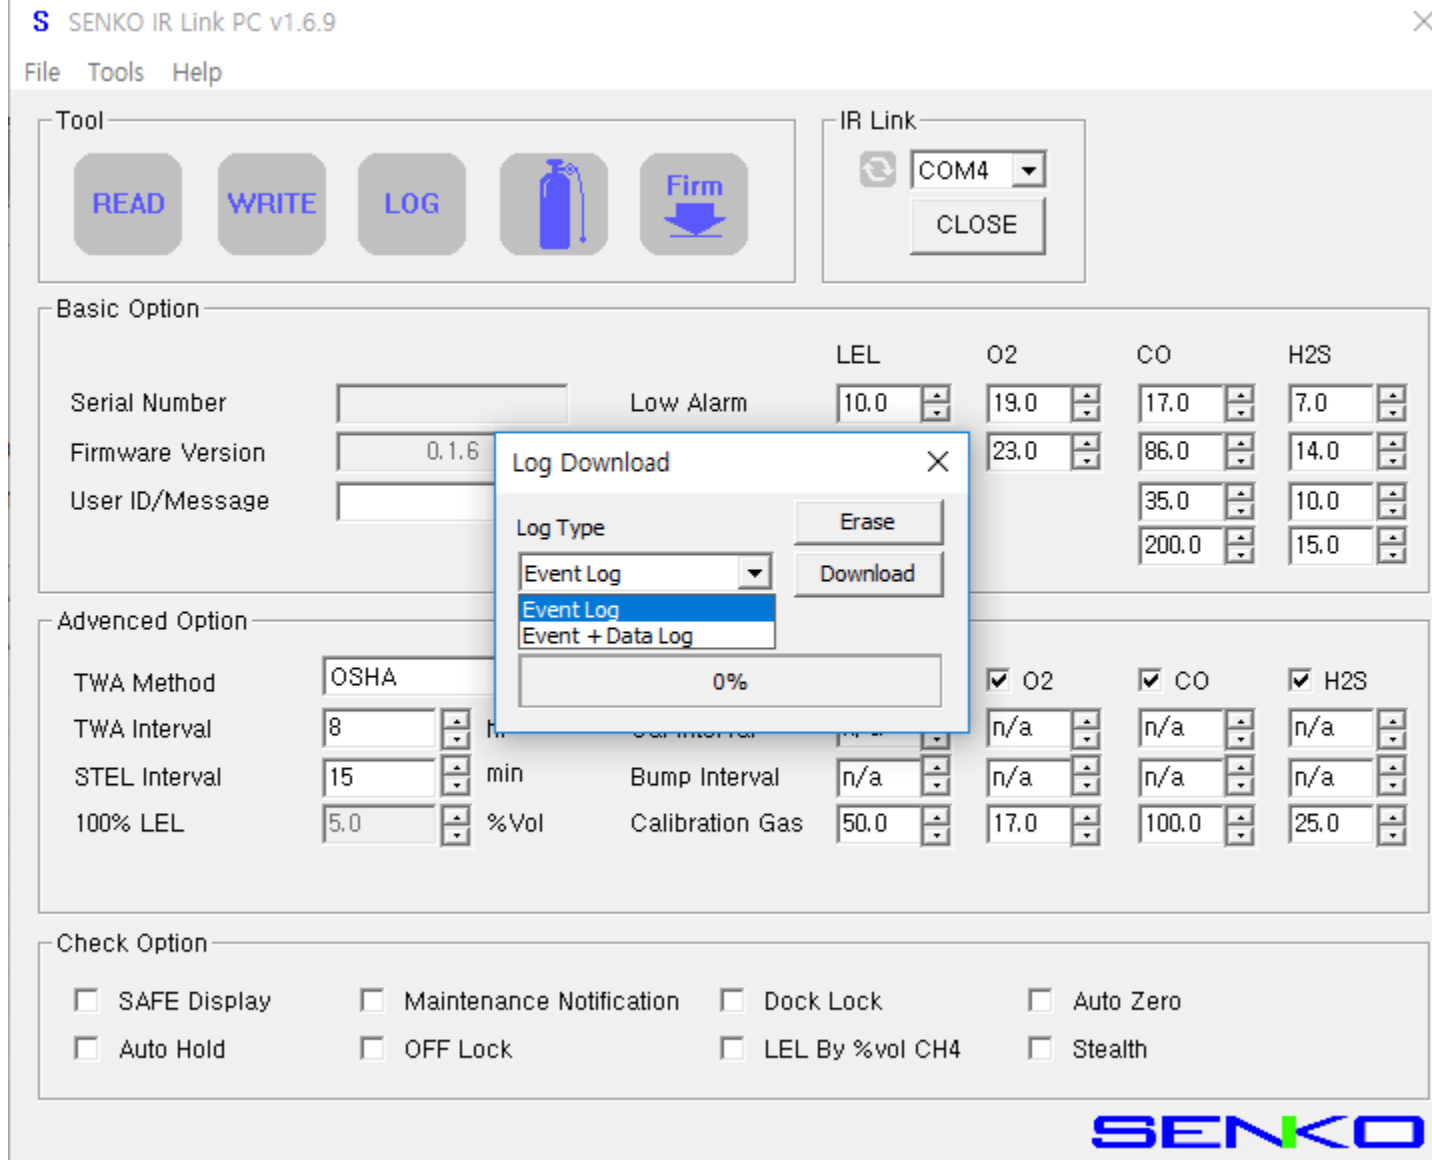 S SENKO IR Link PC v1.6.9
File Tools Help
Tool
READ WRITE LOG Firm
IR Link
COM4
CLOSE
Basic Option
LEL O2 CO H2S
Serial Number Low Alarm 10.0 19.0 17.0 7.0
Firmware Version 0.1.6 23.0 86.0 14.0
User ID/Message 35.0 10.0
200.0 15.0
Log Download
Log Type Erase
Event Log Download
Event Log
Event + Data Log
0%
Advenced Option
TWA Method OSHA O2 CO H2S
TWA Interval 8 n/a n/a n/a
STEL Interval 15 min Bump Interval n/a n/a n/a n/a
100% LEL 5.0 %Vol Calibration Gas 50.0 17.0 100.0 25.0
Check Option
SAFE Display Maintenance Notification Dock Lock Auto Zero
Auto Hold OFF Lock LEL By %vol CH4 Stealth
SENKO